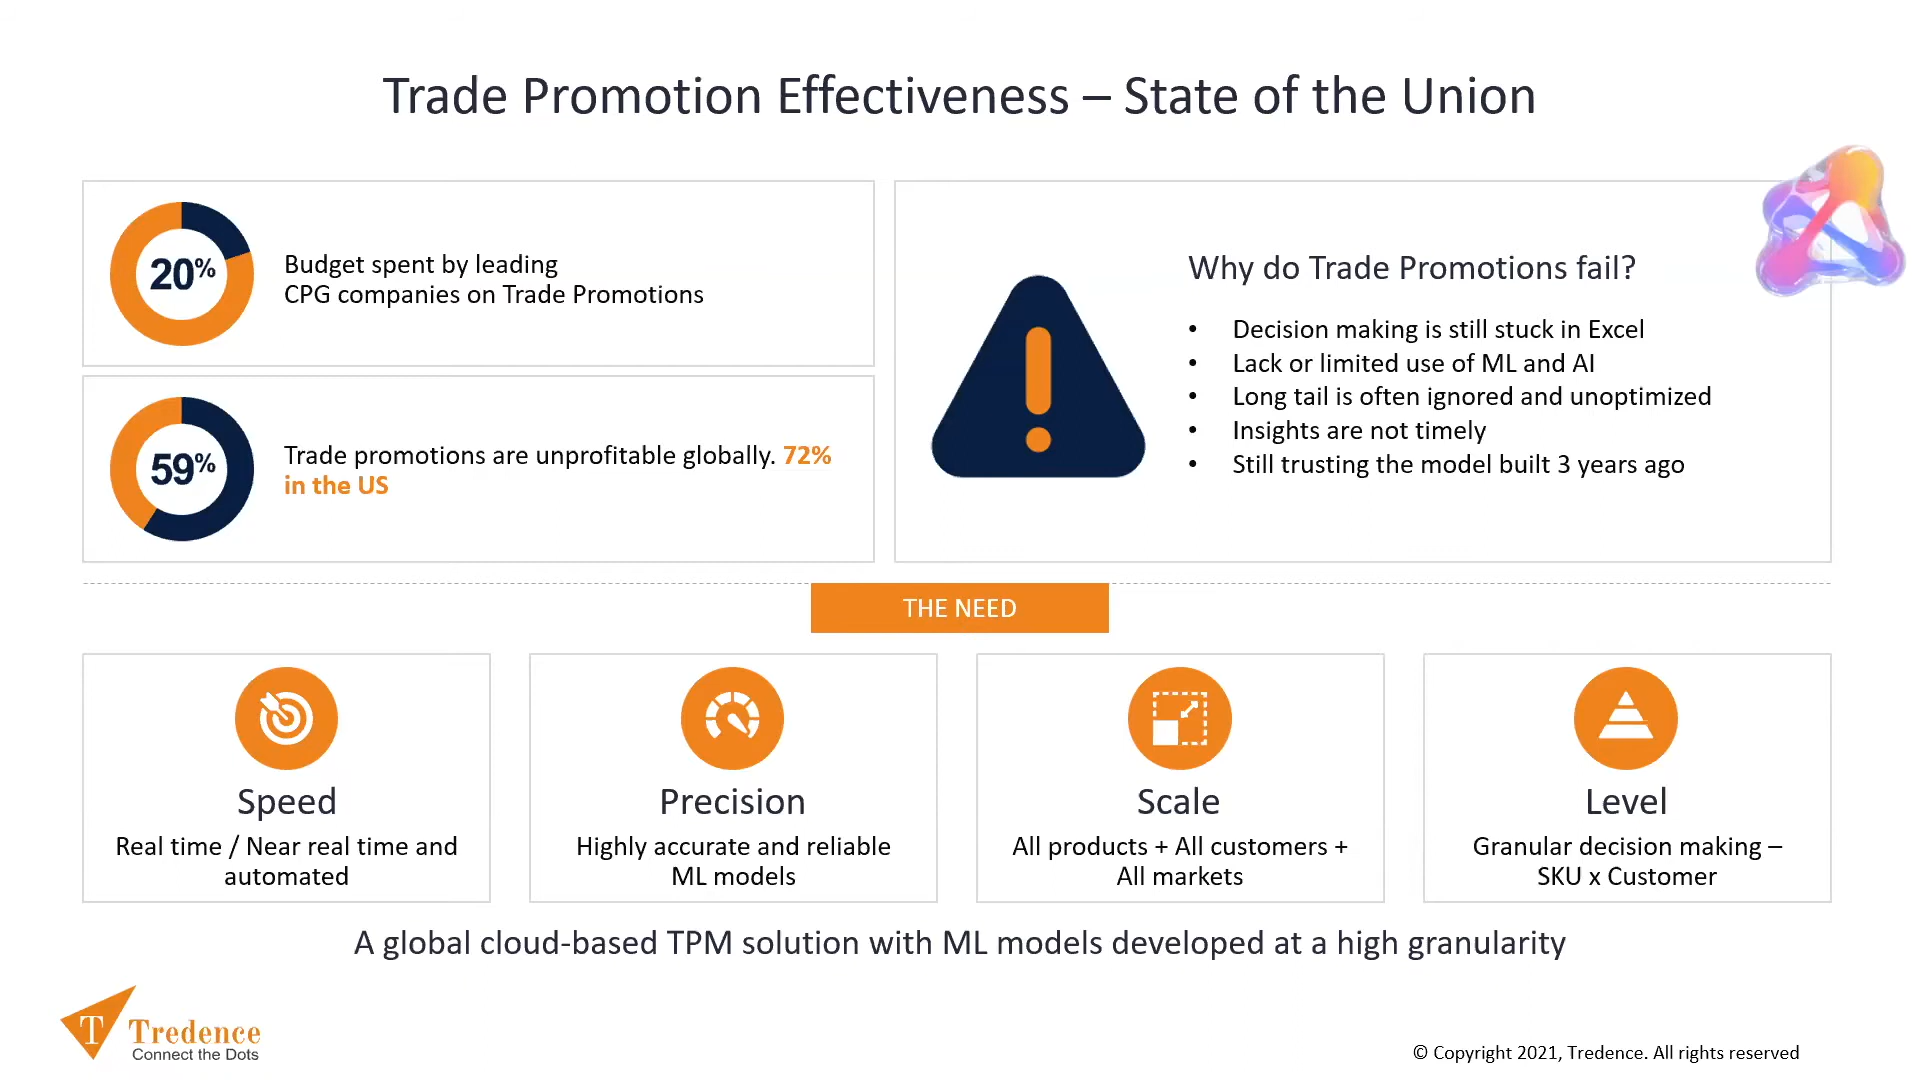 Trade Promotion Effectiveness – State of the Union
20%
Budget spent by leading
CPG companies on Trade Promotions
59%
Trade promotions are unprofitable globally. 72%
in the US
Why do Trade Promotions fail?
• Decision making is still stuck in Excel
• Lack or limited use of ML and AI
• Long tail is often ignored and unoptimized
• Insights are not timely
• Still trusting the model built 3 years ago
THE NEED
Speed
Real time / Near real time and
automated
Precision
Highly accurate and reliable
ML models
Scale
All products + All customers +
All markets
Level
Granular decision making –
SKU x Customer
A global cloud-based TPM solution with ML models developed at a high granularity
T Tredence
Connect the Dots
© Copyright 2021, Tredence. All rights reserved